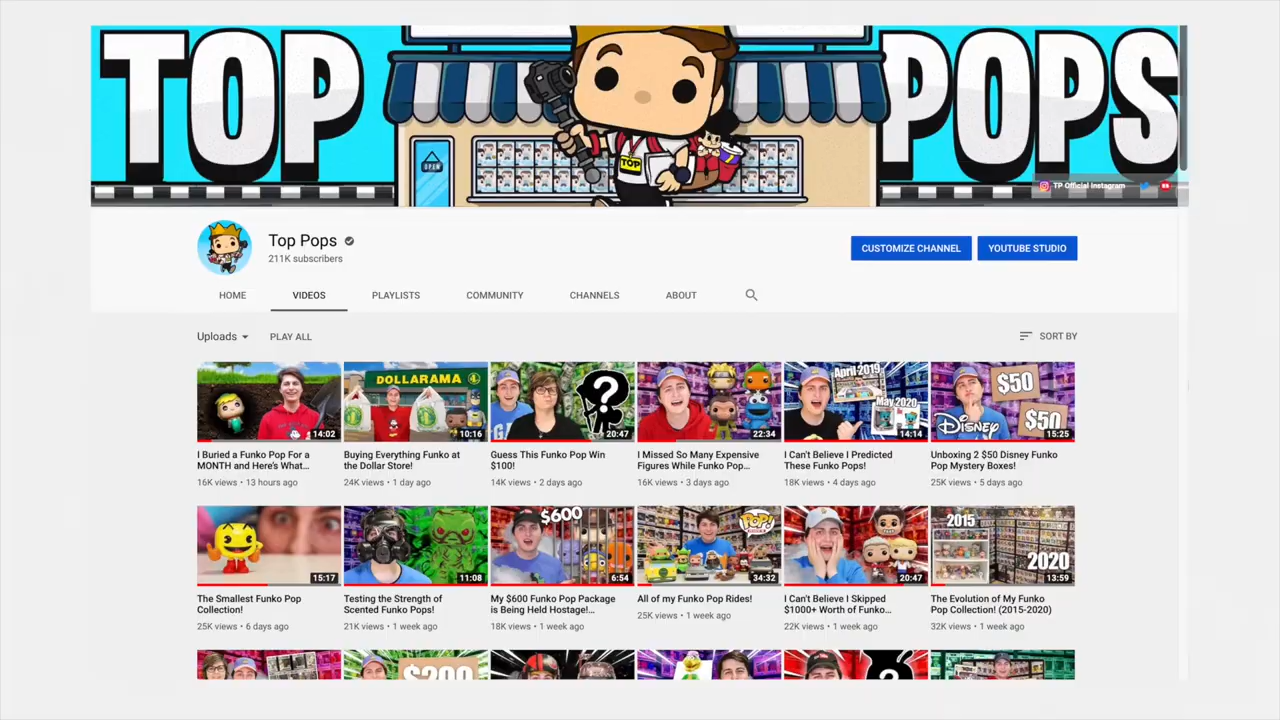 TOP POPS
OPAN
TOP
TP Official Instagram
Top Pops
211K subscribers
CUSTOMIZE CHANNEL
YOUTUBE STUDIO
HOME
VIDEOS
PLAYLISTS
COMMUNITY
CHANNELS
ABOUT
Uploads
PLAY ALL
SORT BY
14:02
DOLLARAMA
10:16
20:47
22:34
April 2019
May 2020
14:14
$50
$50
Disney
15:25
I Buried a Funko Pop For a
MONTH and Here's What...
16K views • 13 hours ago
Buying Everything Funko at
the Dollar Store!
24K views • 1 day ago
Guess This Funko Pop Win
$100!
14K views • 2 days ago
I Missed So Many Expensive
Figures While Funko Pop...
16K views • 3 days ago
I Can't Believe I Predicted
These Funko Pops!
18K views • 4 days ago
Unboxing 2 $50 Disney Funko
Pop Mystery Boxes!
25K views • 5 days ago
15:17
11:08
$600
6:54
POP!
34:32
20:47
2015
2020
13:59
The Smallest Funko Pop
Collection!
25K views • 6 days ago
Testing the Strength of
Scented Funko Pops!
21K views • 1 week ago
My $600 Funko Pop Package
is Being Held Hostage!...
18K views • 1 week ago
All of my Funko Pop Rides!
25K views • 1 week ago
I Can't Believe I Skipped
$1000+ Worth of Funko...
22K views • 1 week ago
The Evolution of My Funko
Pop Collection! (2015-2020)
32K views • 1 week ago
$200